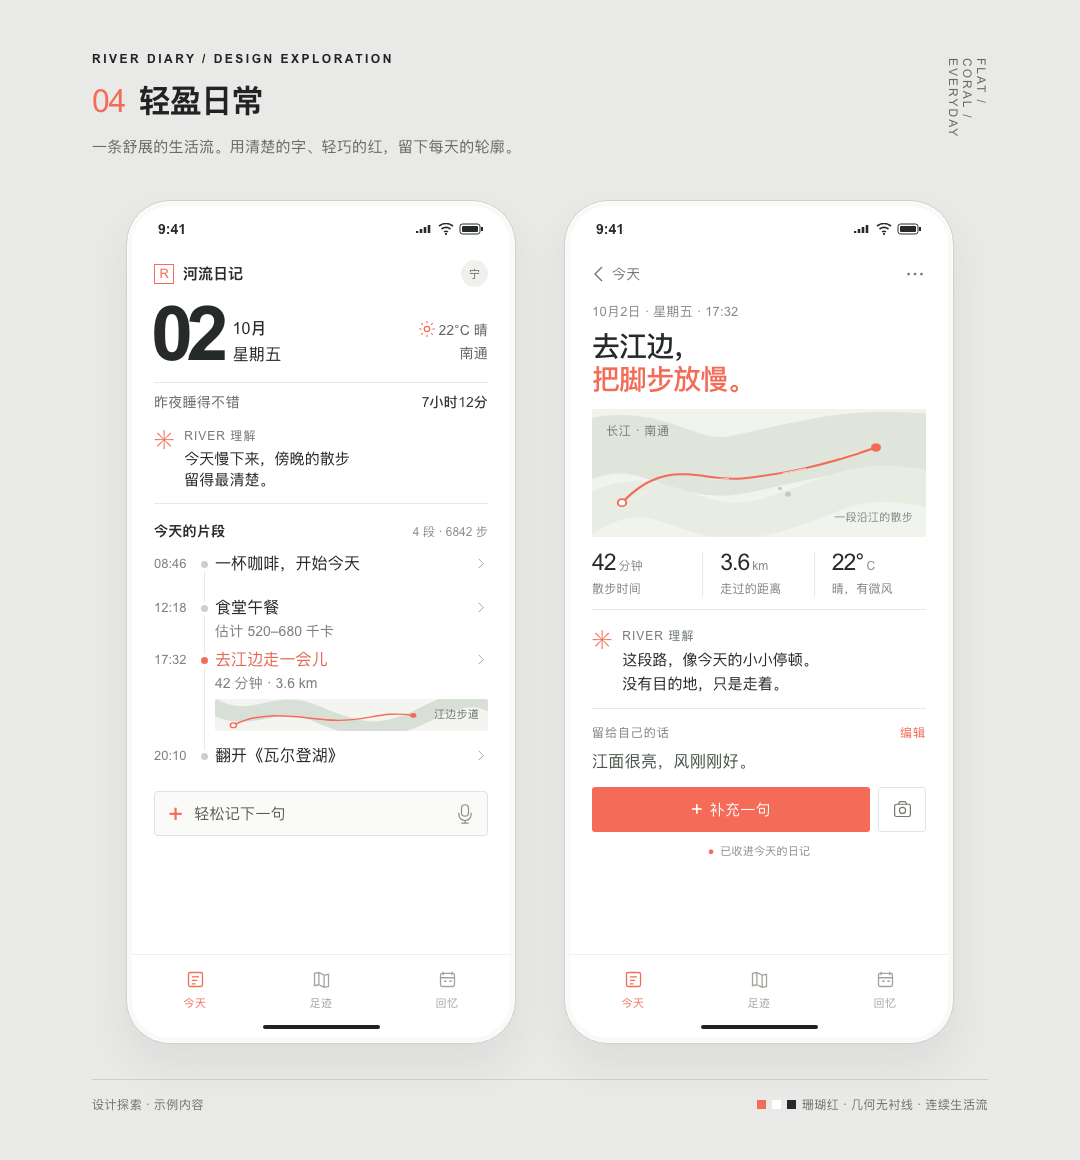 RIVER DIARY / DESIGN EXPLORATION
04 轻盈日常
一条舒展的生活流。用清楚的字、轻巧的红，留下每天的轮廓。
FLAT /
CORAL /
EVERYDAY
9:41
R 河流日记
宁
02
10月
星期五
22°C 晴
南通
昨夜睡得不错
7小时12分
RIVER 理解
今天慢下来，傍晚的散步
留得最清楚。
今天的片段
4 段 · 6842 步
08:46 一杯咖啡，开始今天
12:18 食堂午餐
估计 520–680 千卡
17:32 去江边走一会儿
42 分钟 · 3.6 km
江边步道
20:10 翻开《瓦尔登湖》
+ 轻松记下一句
今天
足迹
回忆
9:41
今天
10月2日 · 星期五 · 17:32
去江边，
把脚步放慢。
长江 · 南通
一段沿江的散步
42 分钟
散步时间
3.6 km
走过的距离
22° C
晴，有微风
RIVER 理解
这段路，像今天的小小停顿。
没有目的地，只是走着。
留给自己的话
编辑
江面很亮，风刚刚好。
+ 补充一句
已收进今天的日记
今天
足迹
回忆
设计探索 · 示例内容
珊瑚红 · 几何无衬线 · 连续生活流